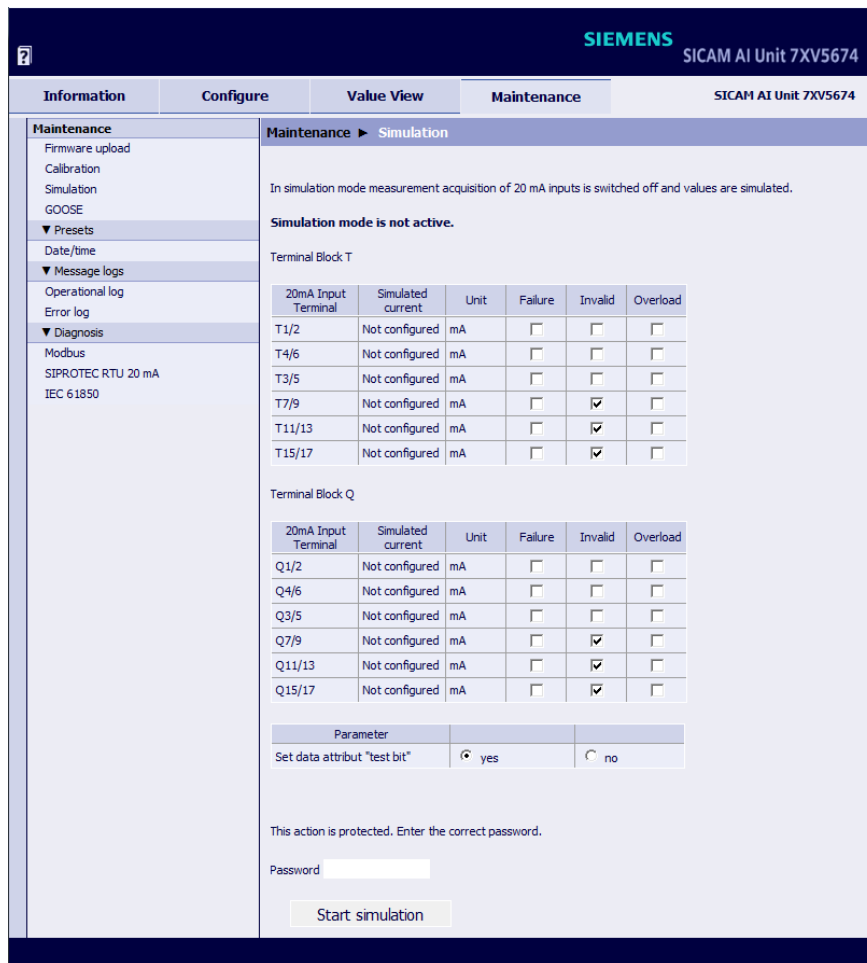 SIEMENS
SICAM AI Unit 7XV5674
Information Configure Value View Maintenance SICAM AI Unit 7XV5674
Maintenance
Firmware upload
Calibration
Simulation
GOOSE
▼ Presets
Date/time
▼ Message logs
Operational log
Error log
▼ Diagnosis
Modbus
SIPROTEC RTU 20 mA
IEC 61850
Maintenance ► Simulation
In simulation mode measurement acquisition of 20 mA inputs is switched off and values are simulated.
Simulation mode is not active.
Terminal Block T
20mA Input Terminal Simulated current Unit Failure Invalid Overload
T1/2 Not configured mA
T4/6 Not configured mA
T3/5 Not configured mA
T7/9 Not configured mA
T11/13 Not configured mA
T15/17 Not configured mA
Terminal Block Q
20mA Input Terminal Simulated current Unit Failure Invalid Overload
Q1/2 Not configured mA
Q4/6 Not configured mA
Q3/5 Not configured mA
Q7/9 Not configured mA
Q11/13 Not configured mA
Q15/17 Not configured mA
Parameter
Set data attribut "test bit" yes no
This action is protected. Enter the correct password.
Password
Start simulation